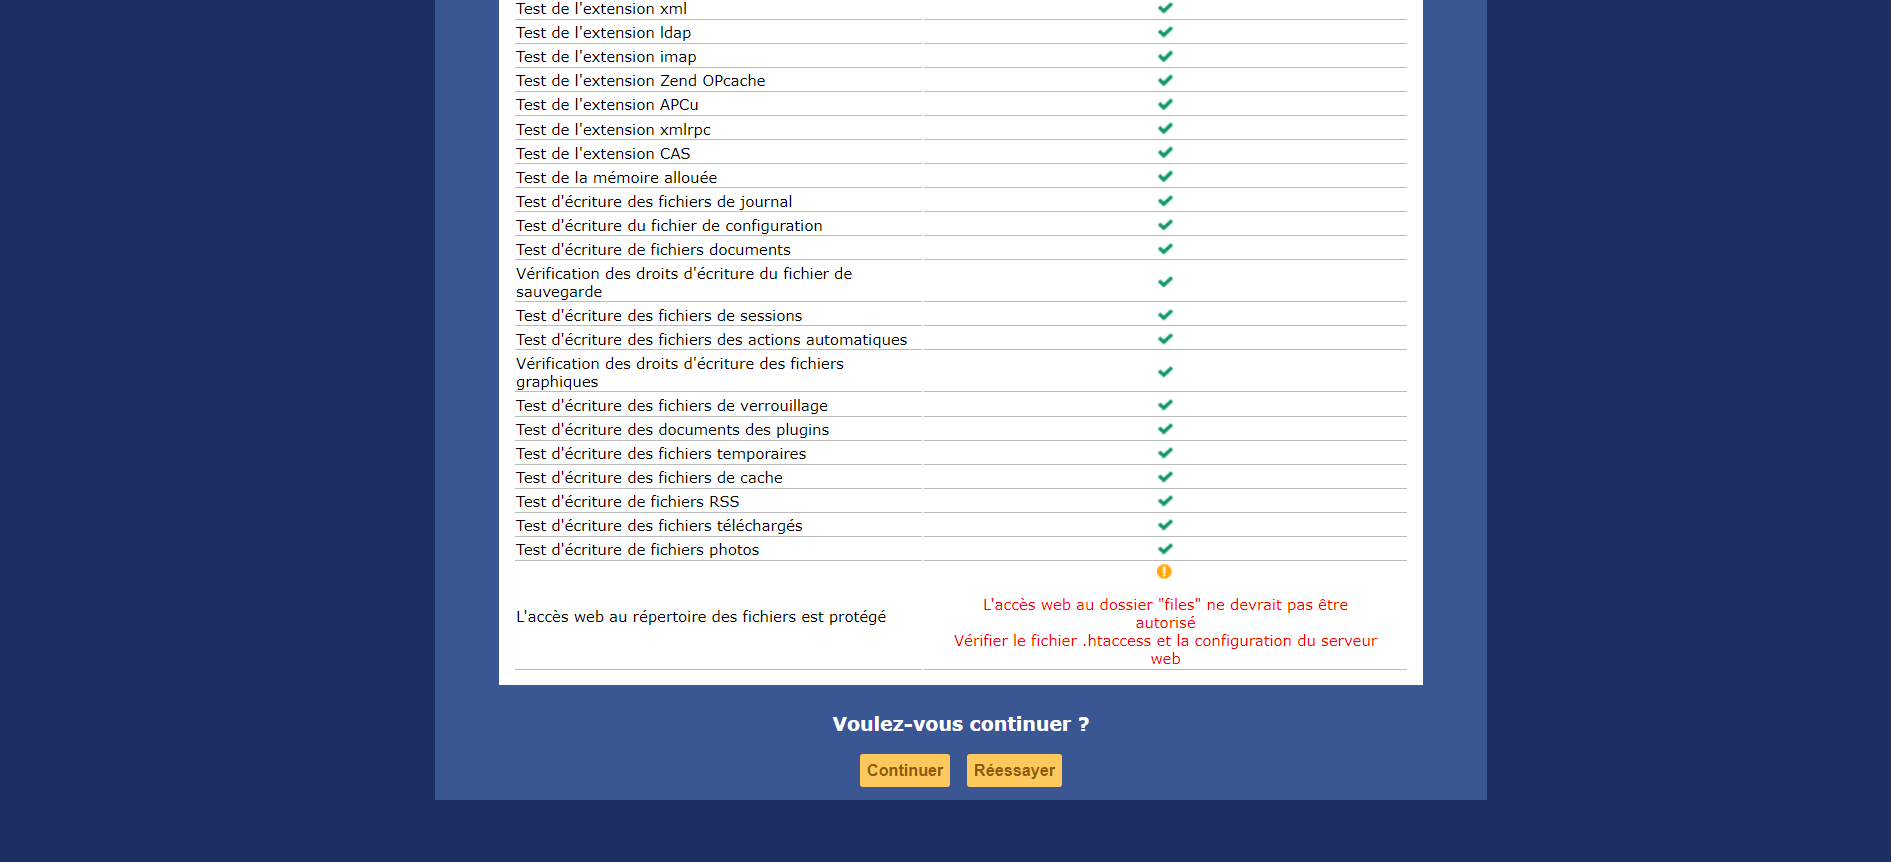 Test de l'extension xml
Test de l'extension ldap
Test de l'extension imap
Test de l'extension Zend OPcache
Test de l'extension APCu
Test de l'extension xmlrpc
Test de l'extension CAS
Test de la mémoire allouée
Test d'écriture des fichiers de journal
Test d'écriture du fichier de configuration
Test d'écriture de fichiers documents
Vérification des droits d'écriture du fichier de
sauvegarde
Test d'écriture des fichiers de sessions
Test d'écriture des fichiers des actions automatiques
Vérification des droits d'écriture des fichiers
graphiques
Test d'écriture des fichiers de verrouillage
Test d'écriture des documents des plugins
Test d'écriture des fichiers temporaires
Test d'écriture des fichiers de cache
Test d'écriture de fichiers RSS
Test d'écriture des fichiers téléchargés
Test d'écriture de fichiers photos
L'accès web au répertoire des fichiers est protégé
L'accès web au dossier "files" ne devrait pas être
autorisé
Vérifier le fichier .htaccess et la configuration du serveur
web
Voulez-vous continuer ?
Continuer
Réessayer